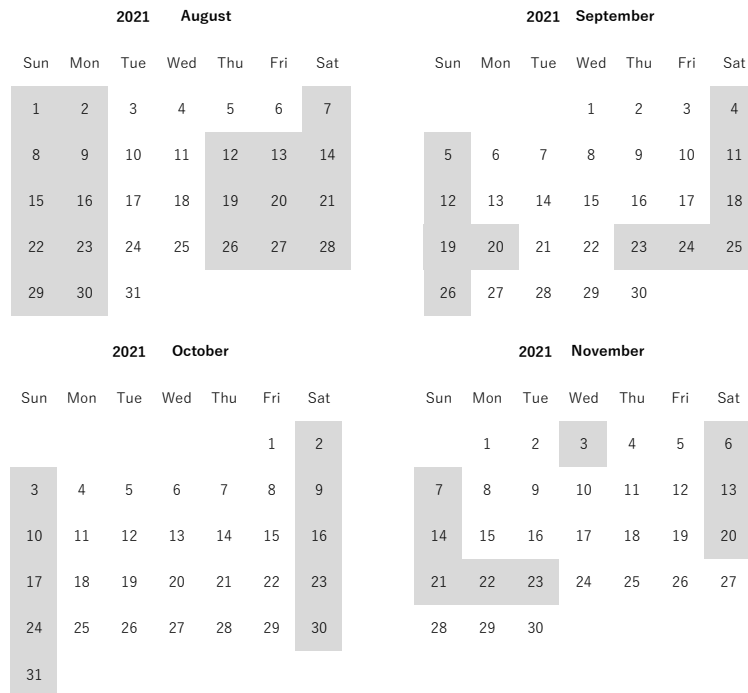 2021 August
Sun Mon Tue Wed Thu Fri Sat
1 2 3 4 5 6 7
8 9 10 11 12 13 14
15 16 17 18 19 20 21
22 23 24 25 26 27 28
29 30 31
2021 September
Sun Mon Tue Wed Thu Fri Sat
1 2 3 4
5 6 7 8 9 10 11
12 13 14 15 16 17 18
19 20 21 22 23 24 25
26 27 28 29 30
2021 October
Sun Mon Tue Wed Thu Fri Sat
1 2
3 4 5 6 7 8 9
10 11 12 13 14 15 16
17 18 19 20 21 22 23
24 25 26 27 28 29 30
31
2021 November
Sun Mon Tue Wed Thu Fri Sat
1 2 3 4 5 6
7 8 9 10 11 12 13
14 15 16 17 18 19 20
21 22 23 24 25 26 27
28 29 30